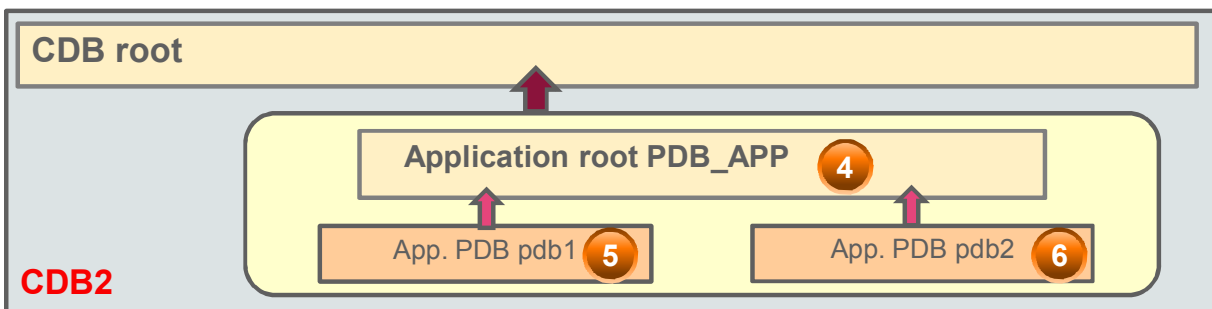 CDB root
Application root PDB_APP 4
App. PDB pdb1 5
App. PDB pdb2 6
CDB2